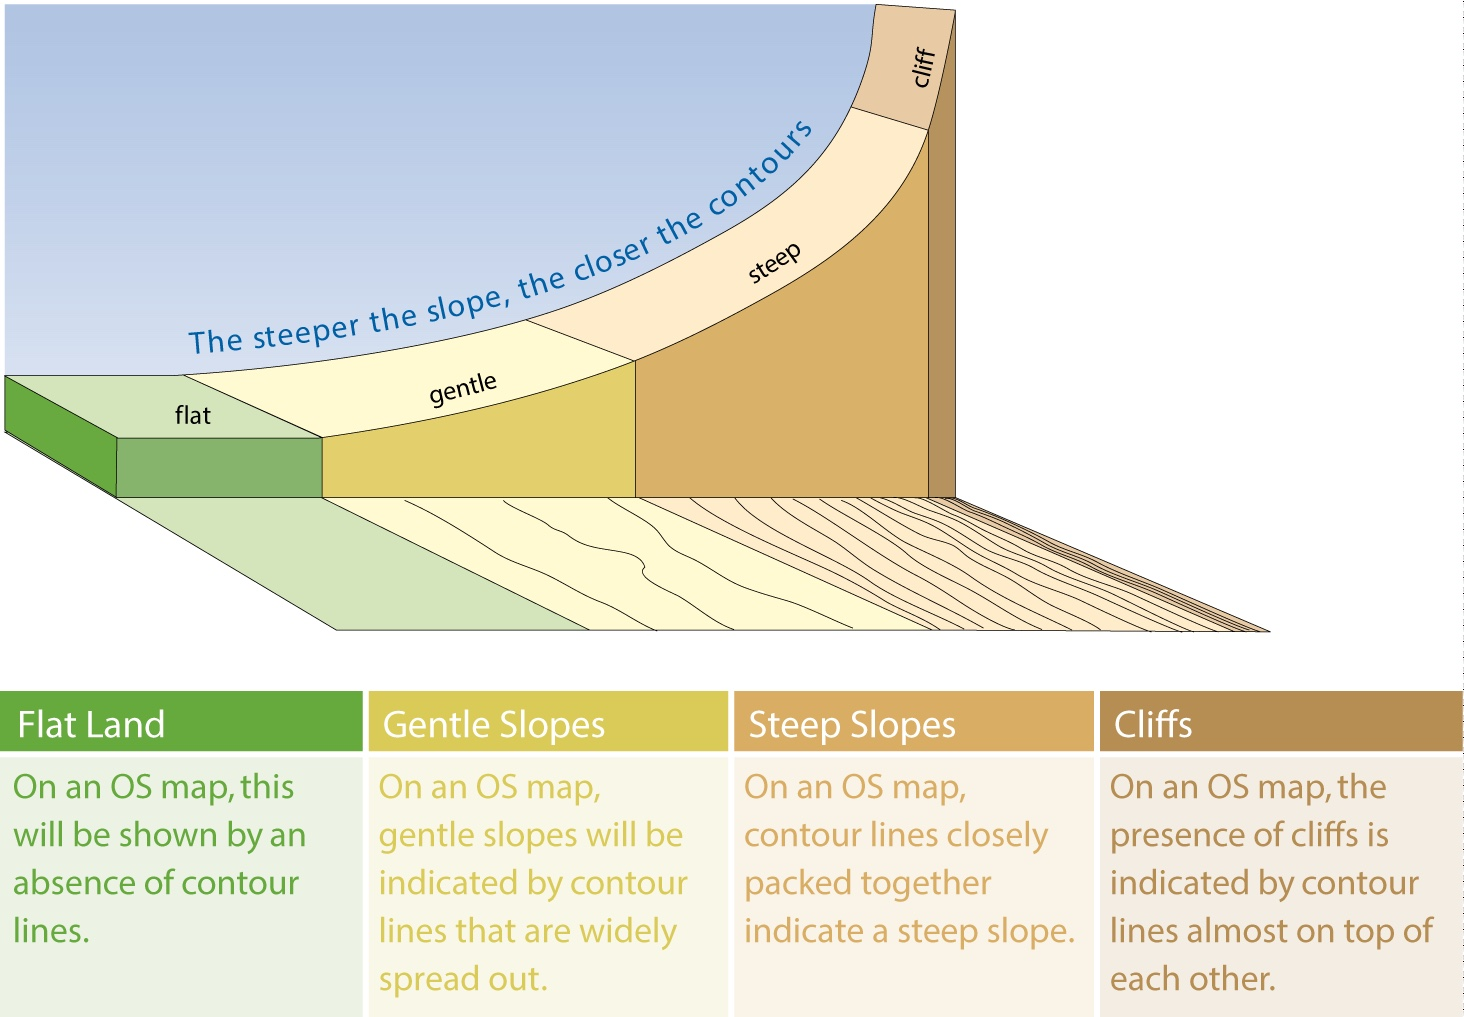 cliff
The steeper the slope, the closer the contours
steep
gentle
flat
Flat Land
On an OS map, this
will be shown by an
absence of contour
lines.
Gentle Slopes
On an OS map,
gentle slopes will be
indicated by contour
lines that are widely
spread out.
Steep Slopes
On an OS map,
contour lines closely
packed together
indicate a steep slope.
Cliffs
On an OS map, the
presence of cliffs is
indicated by contour
lines almost on top of
each other.